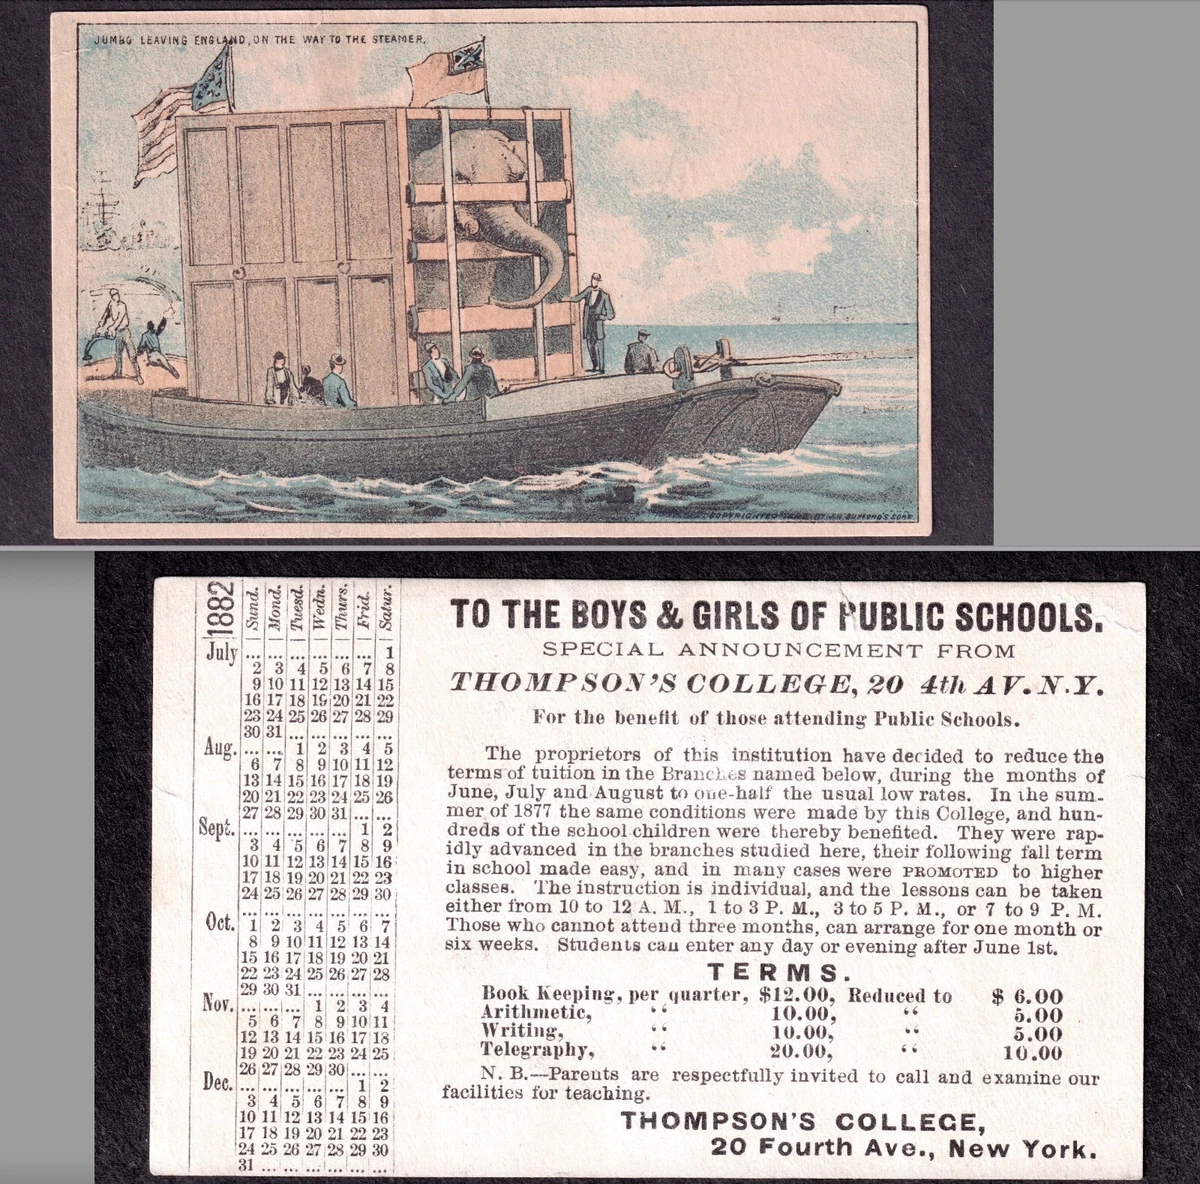 JUMBO LEAVING ENGLAND, ON THE WAY TO THE STEAMER.
COPYRIGHTED 1882 BY J.H. BUFFORD'S SONS
1882 Sund. Mond. Tuesd. Wedn. Thurs. Frid. Satur.
July ... ... ... ... ... ... 1
2 3 4 5 6 7 8
9 10 11 12 13 14 15
16 17 18 19 20 21 22
23 24 25 26 27 28 29
30 31 ... ... ... ... ...
Aug. ... ... 1 2 3 4 5
6 7 8 9 10 11 12
13 14 15 16 17 18 19
20 21 22 23 24 25 26
27 28 29 30 31 ... ...
Sept. ... ... ... ... ... 1 2
3 4 5 6 7 8 9
10 11 12 13 14 15 16
17 18 19 20 21 22 23
24 25 26 27 28 29 30
... ... ... ... ... ... ...
Oct. 1 2 3 4 5 6 7
8 9 10 11 12 13 14
15 16 17 18 19 20 21
22 23 24 25 26 27 28
29 30 31 ... ... ... ...
Nov. ... ... ... 1 2 3 4
5 6 7 8 9 10 11
12 13 14 15 16 17 18
19 20 21 22 23 24 25
26 27 28 29 30 ... ...
Dec. ... ... ... ... ... 1 2
3 4 5 6 7 8 9
10 11 12 13 14 15 16
17 18 19 20 21 22 23
24 25 26 27 28 29 30
31 ... ... ... ... ... ...
TO THE BOYS & GIRLS OF PUBLIC SCHOOLS.
SPECIAL ANNOUNCEMENT FROM
THOMPSON'S COLLEGE, 20 4th AV. N.Y.
For the benefit of those attending Public Schools.
The proprietors of this institution have decided to reduce the
terms of tuition in the Branches named below, during the months of
June, July and August to one-half the usual low rates. In the sum-
mer of 1877 the same conditions were made by this College, and hun-
dreds of the school children were thereby benefited. They were rap-
idly advanced in the branches studied here, their following fall term
in school made easy, and in many cases were PROMOTED to higher
classes. The instruction is individual, and the lessons can be taken
either from 10 to 12 A. M., 1 to 3 P. M., 3 to 5 P. M., or 7 to 9 P. M.
Those who cannot attend three months, can arrange for one month or
six weeks. Students can enter any day or evening after June 1st.
TERMS.
Book Keeping, per quarter, $12.00, Reduced to $ 6.00
Arithmetic, “ 10.00, “ 5.00
Writing, “ 10.00, “ 5.00
Telegraphy, “ 20.00, “ 10.00
N. B.—Parents are respectfully invited to call and examine our
facilities for teaching.
THOMPSON'S COLLEGE,
20 Fourth Ave., New York.